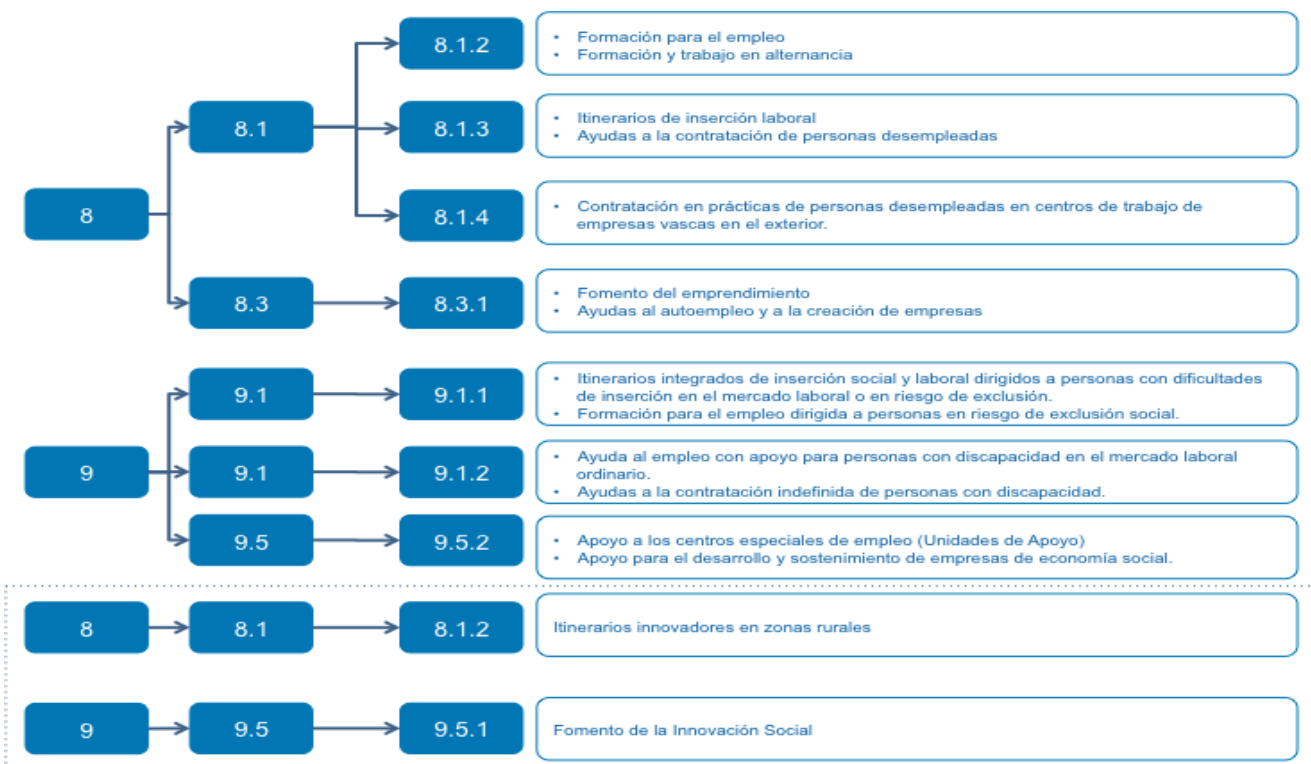 8
8.1
8.1.2
• Formación para el empleo
• Formación y trabajo en alternancia
8.1.3
• Itinerarios de inserción laboral
• Ayudas a la contratación de personas desempleadas
8.1.4
• Contratación en prácticas de personas desempleadas en centros de trabajo de
empresas vascas en el exterior.
8.3
8.3.1
• Fomento del emprendimiento
• Ayudas al autoempleo y a la creación de empresas
9
9.1
9.1.1
• Itinerarios integrados de inserción social y laboral dirigidos a personas con dificultades
de inserción en el mercado laboral o en riesgo de exclusión.
• Formación para el empleo dirigida a personas en riesgo de exclusión social.
9.1
9.1.2
• Ayuda al empleo con apoyo para personas con discapacidad en el mercado laboral
ordinario.
• Ayudas a la contratación indefinida de personas con discapacidad.
9.5
9.5.2
• Apoyo a los centros especiales de empleo (Unidades de Apoyo)
• Apoyo para el desarrollo y sostenimiento de empresas de economía social.
8
8.1
8.1.2
Itinerarios innovadores en zonas rurales
9
9.5
9.5.1
Fomento de la Innovación Social